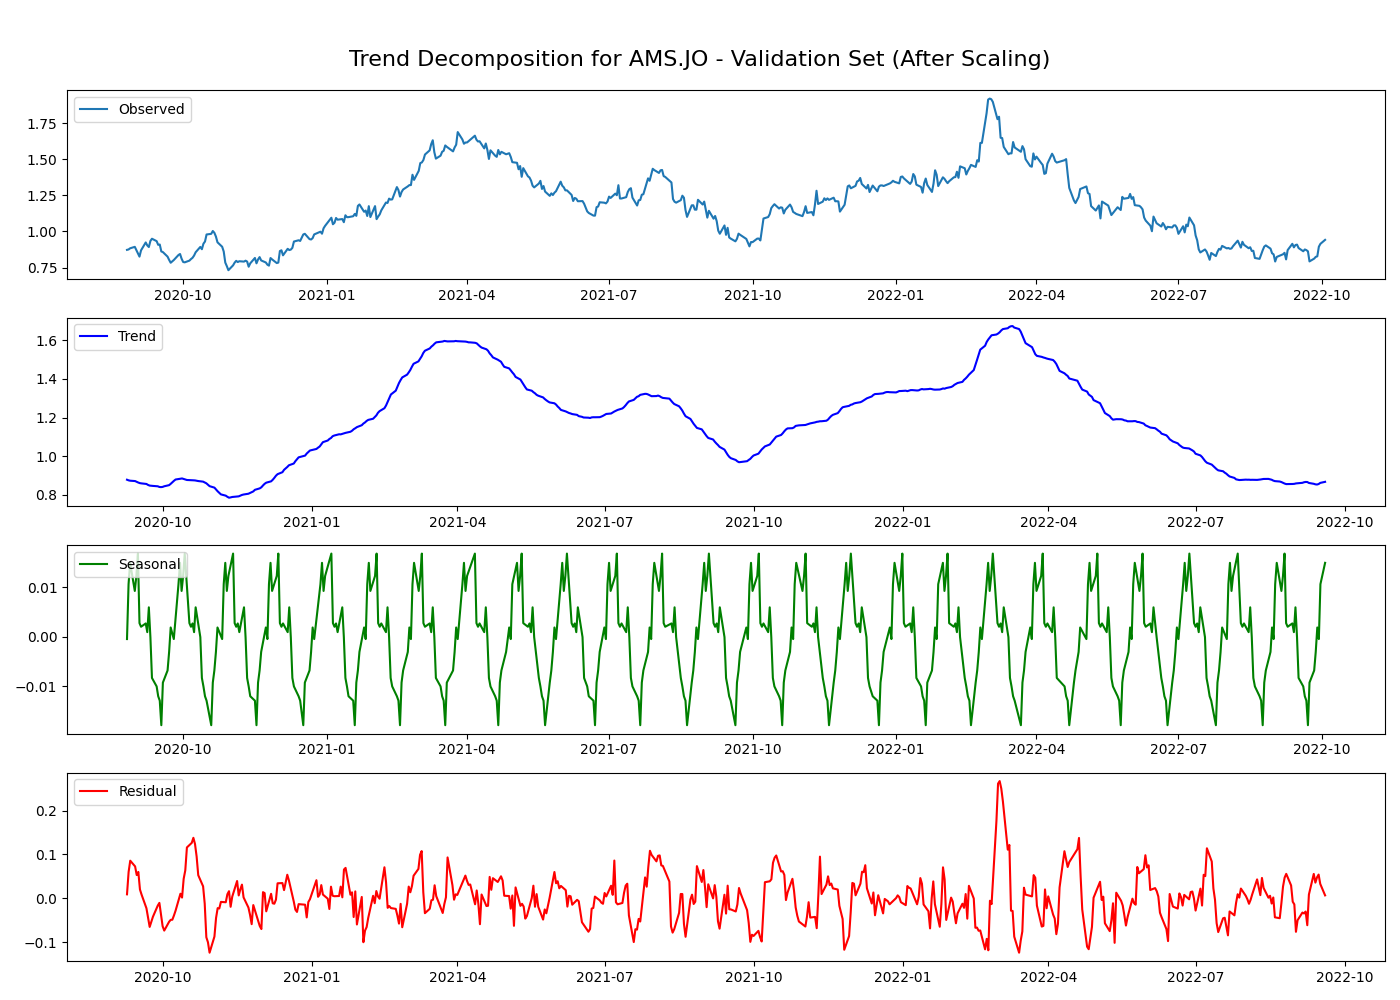 Trend Decomposition for AMS.JO - Validation Set (After Scaling)
Observed
1.75
1.50
1.25
1.00
0.75
2020-10 2021-01 2021-04 2021-07 2021-10 2022-01 2022-04 2022-07 2022-10
Trend
1.6
1.4
1.2
1.0
0.8
2020-10 2021-01 2021-04 2021-07 2021-10 2022-01 2022-04 2022-07 2022-10
Seasonal
0.01
0.00
−0.01
2020-10 2021-01 2021-04 2021-07 2021-10 2022-01 2022-04 2022-07 2022-10
Residual
0.2
0.1
0.0
−0.1
2020-10 2021-01 2021-04 2021-07 2021-10 2022-01 2022-04 2022-07 2022-10